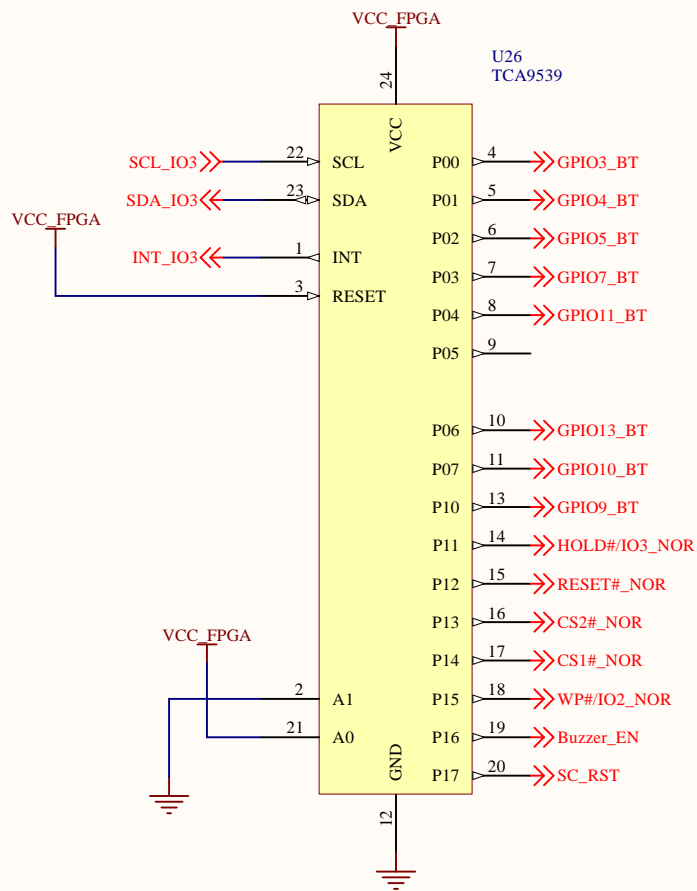 VCC_FPGA
U26
TCA9539
24
VCC
SCL_IO3
22
SCL
P00
4
GPIO3_BT
SDA_IO3
23
SDA
P01
5
GPIO4_BT
VCC_FPGA
P02
6
GPIO5_BT
INT_IO3
1
INT
P03
7
GPIO7_BT
3
RESET
P04
8
GPIO11_BT
P05
9
P06
10
GPIO13_BT
P07
11
GPIO10_BT
P10
13
GPIO9_BT
P11
14
HOLD#/IO3_NOR
P12
15
RESET#_NOR
P13
16
CS2#_NOR
VCC_FPGA
P14
17
CS1#_NOR
2
A1
P15
18
WP#/IO2_NOR
21
A0
P16
19
Buzzer_EN
GND
P17
20
SC_RST
12